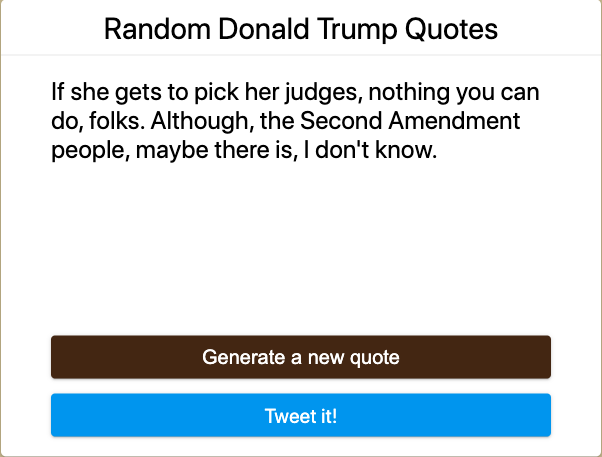 Random Donald Trump Quotes
If she gets to pick her judges, nothing you can
do, folks. Although, the Second Amendment
people, maybe there is, I don't know.
Generate a new quote
Tweet it!